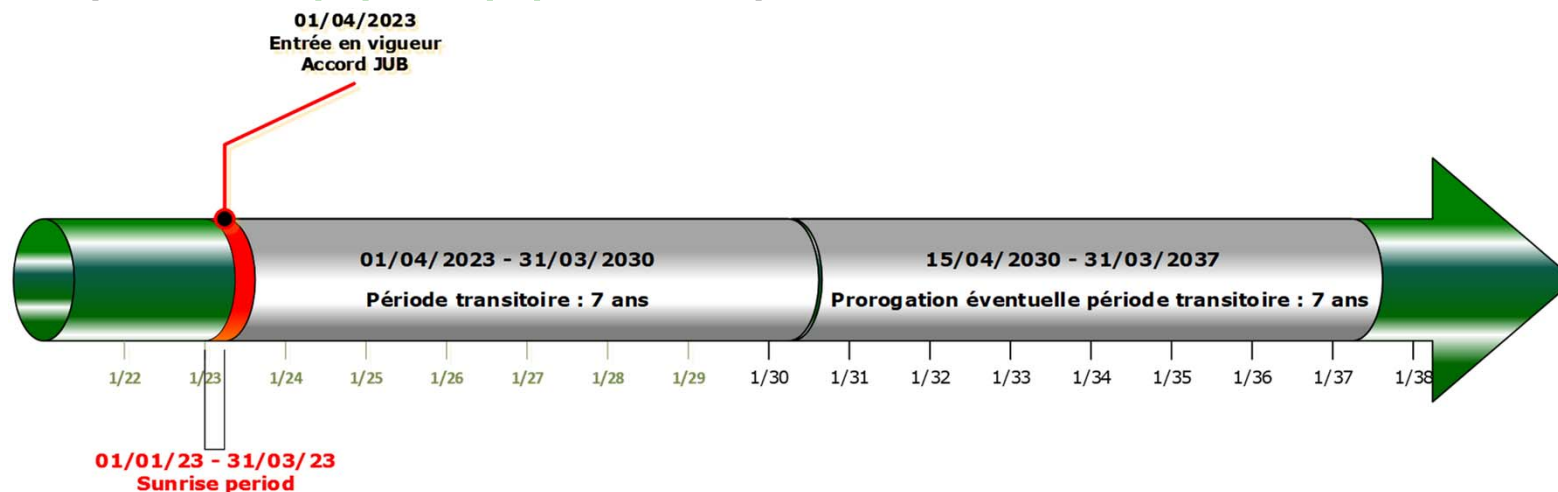 01/04/2023
Entrée en vigueur
Accord JUB
01/04/2023 - 31/03/2030
Période transitoire : 7 ans
15/04/2030 - 31/03/2037
Prorogation éventuelle période transitoire : 7 ans
1/22 1/23 1/24 1/25 1/26 1/27 1/28 1/29 1/30 1/31 1/32 1/33 1/34 1/35 1/36 1/37 1/38
01/01/23 - 31/03/23
Sunrise period